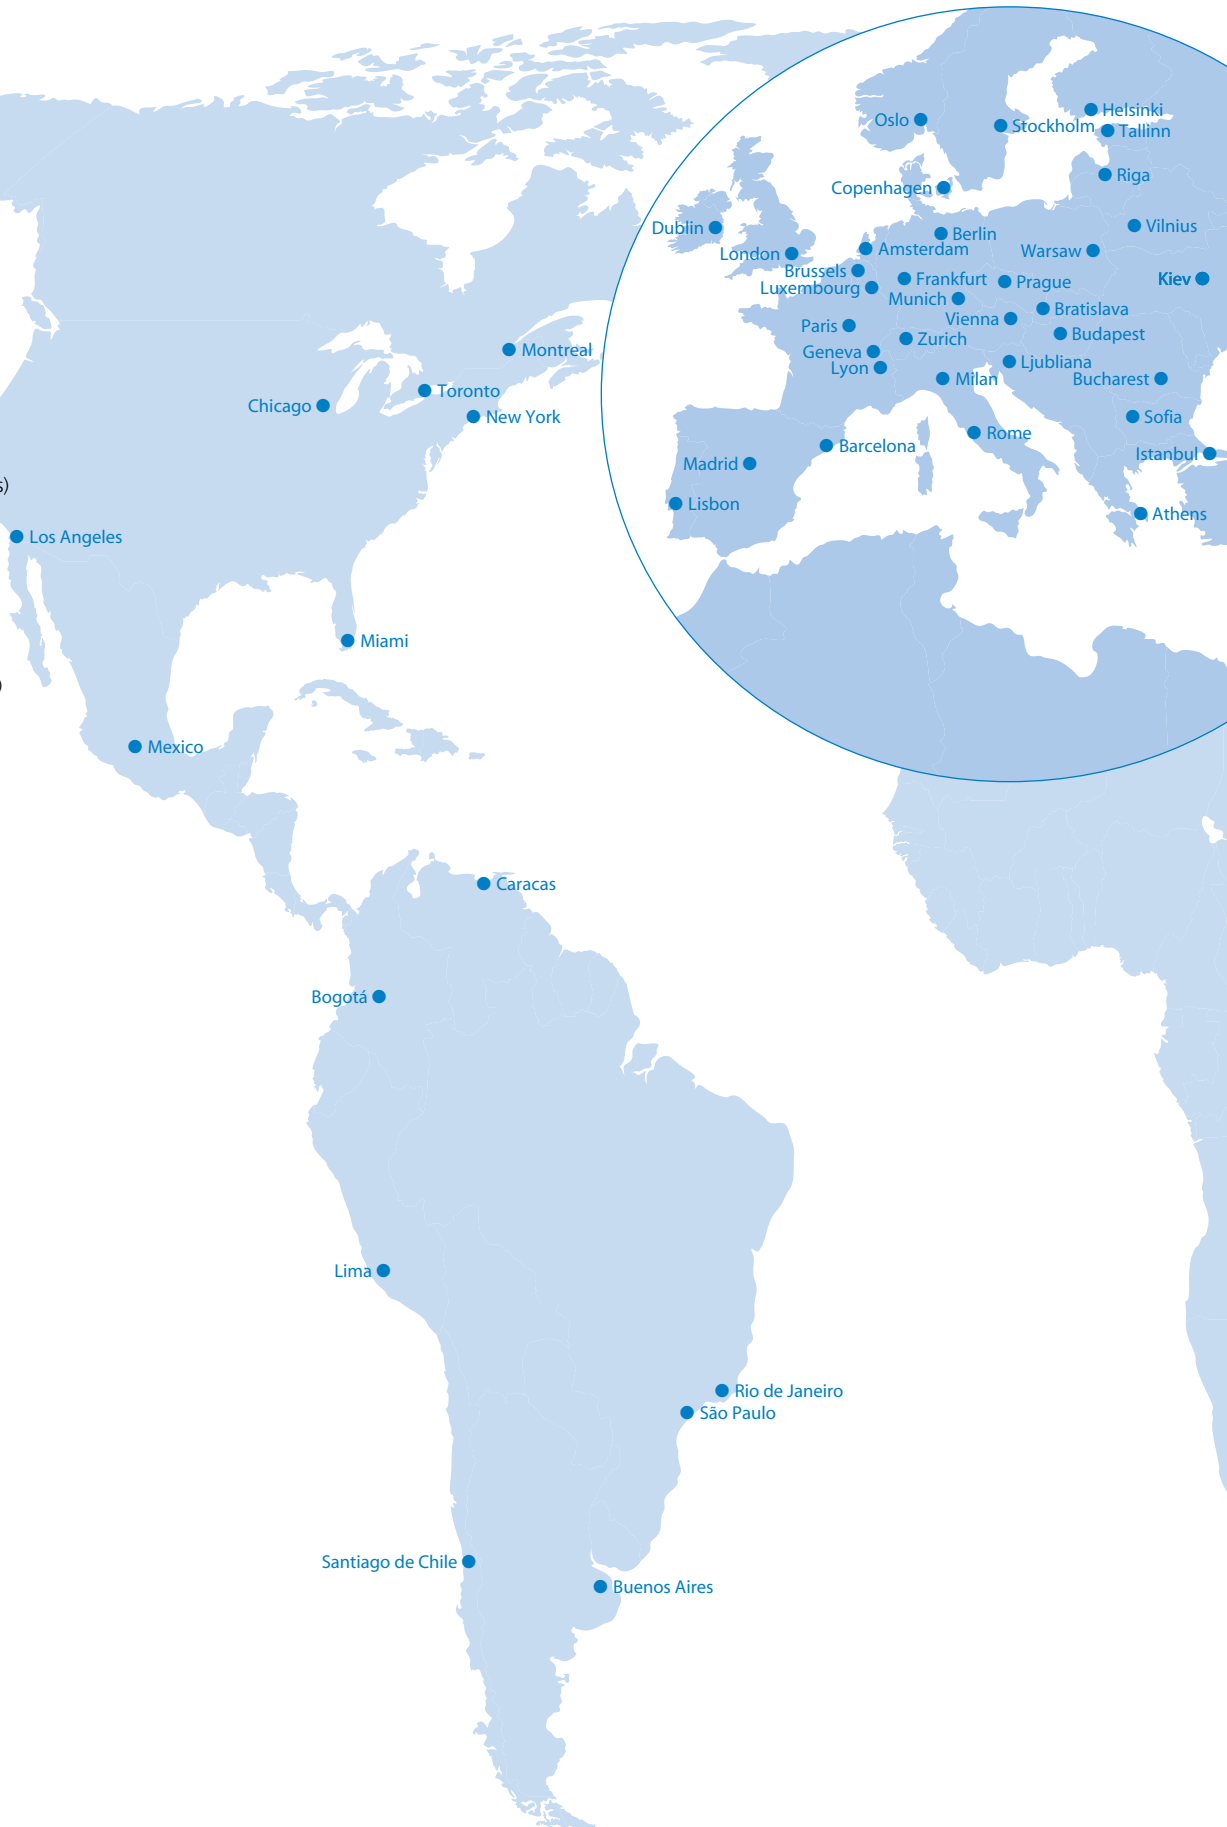 Helsinki
Oslo
Stockholm
Tallinn
Riga
Copenhagen
Vilnius
Dublin
Berlin
Amsterdam
Warsaw
London
Brussels
Frankfurt
Prague
Kiev
Luxembourg
Munich
Bratislava
Vienna
Paris
Budapest
Zurich
Montreal
Geneva
Ljubliana
Lyon
Milan
Bucharest
Toronto
Chicago
New York
Sofia
Rome
Barcelona
Istanbul
Madrid
s)
Lisbon
Athens
Los Angeles
Miami
)
Mexico
Caracas
Bogotá
Lima
Rio de Janeiro
São Paulo
Santiago de Chile
Buenos Aires